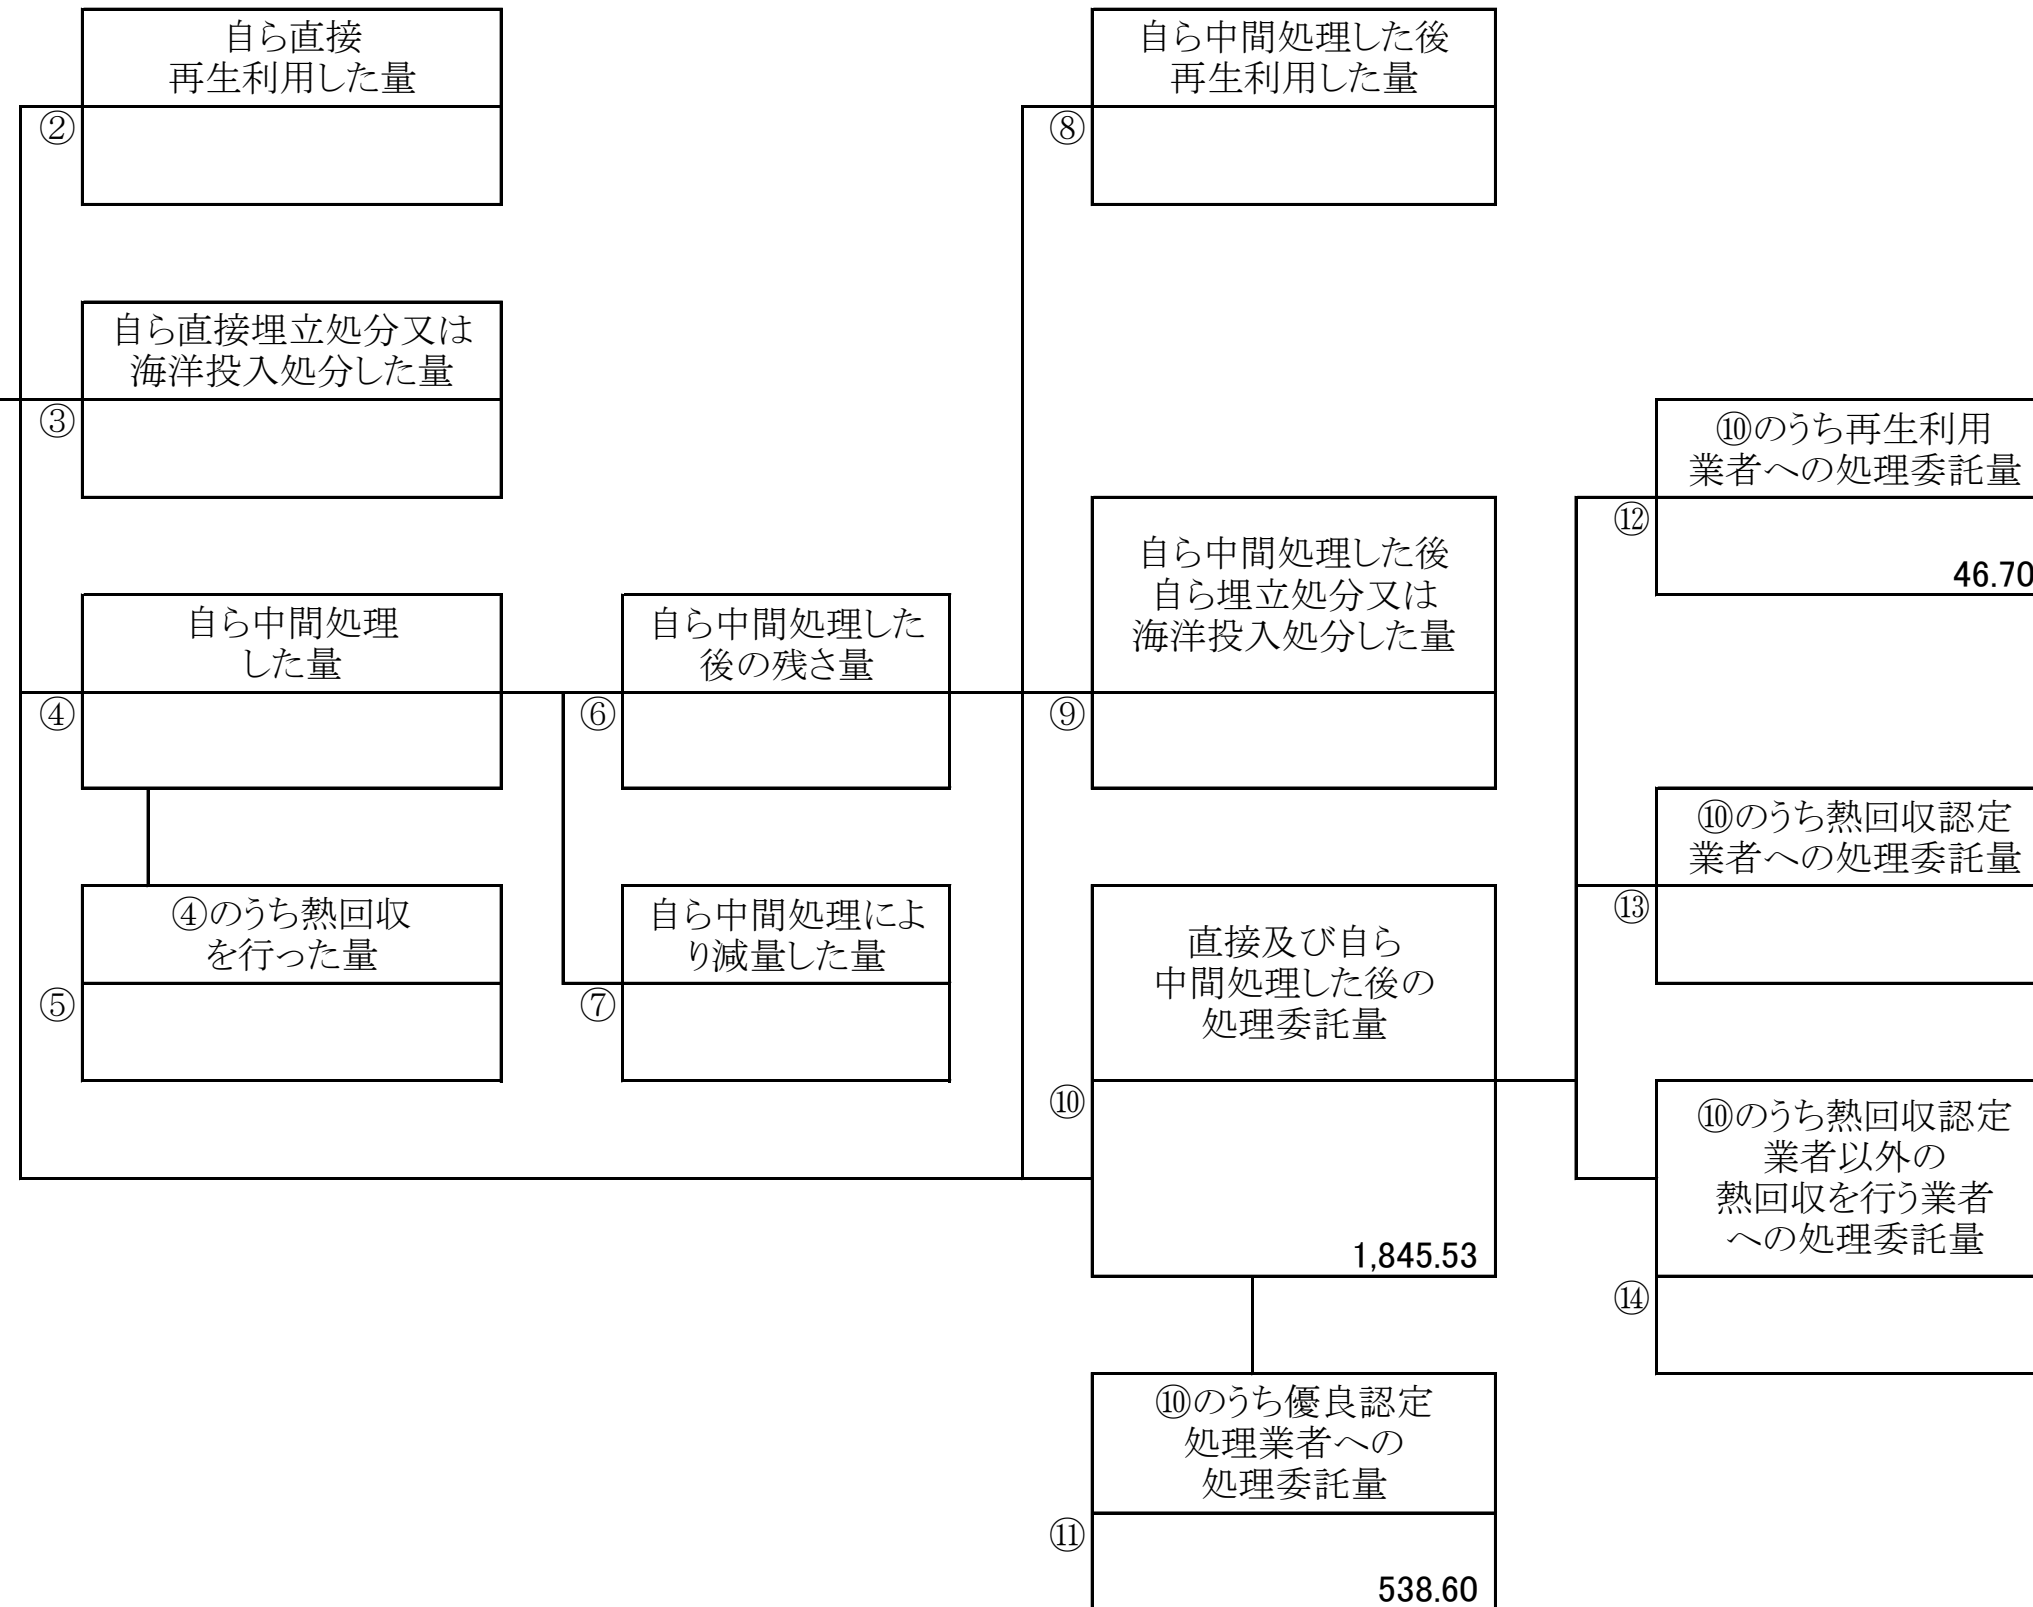 自ら直接
再生利用した量
②
自ら直接埋立処分又は
海洋投入処分した量
③
自ら中間処理
した量
④
④のうち熱回収
を行った量
⑤
自ら中間処理した
後の残さ量
⑥
自ら中間処理によ
り減量した量
⑦
自ら中間処理した後
再生利用した量
⑧
自ら中間処理した後
自ら埋立処分又は
海洋投入処分した量
⑨
直接及び自ら
中間処理した後の
処理委託量
⑩
1,845.53
⑩のうち優良認定
処理業者への
処理委託量
⑪
538.60
⑩のうち再生利用
業者への処理委託量
⑫
46.70
⑩のうち熱回収認定
業者への処理委託量
⑬
⑩のうち熱回収認定
業者以外の
熱回収を行う業者
への処理委託量
⑭